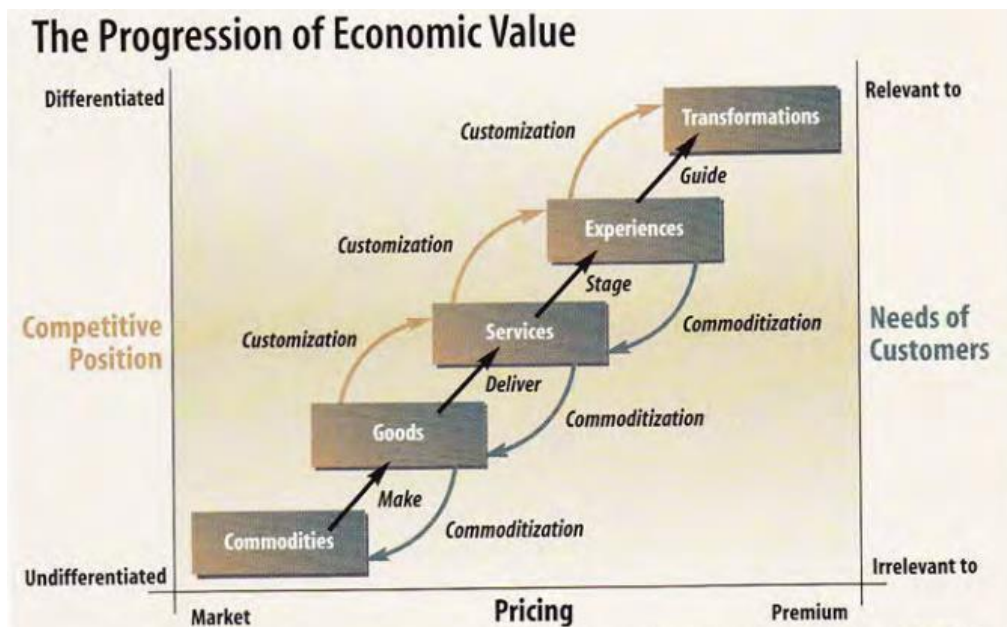 The Progression of Economic Value
Differentiated
Relevant to
Transformations
Customization
Guide
Experiences
Customization
Stage
Competitive
Position
Services
Commoditization
Needs of
Customers
Customization
Deliver
Goods
Commoditization
Make
Commodities
Commoditization
Undifferentiated
Irrelevant to
Market
Pricing
Premium